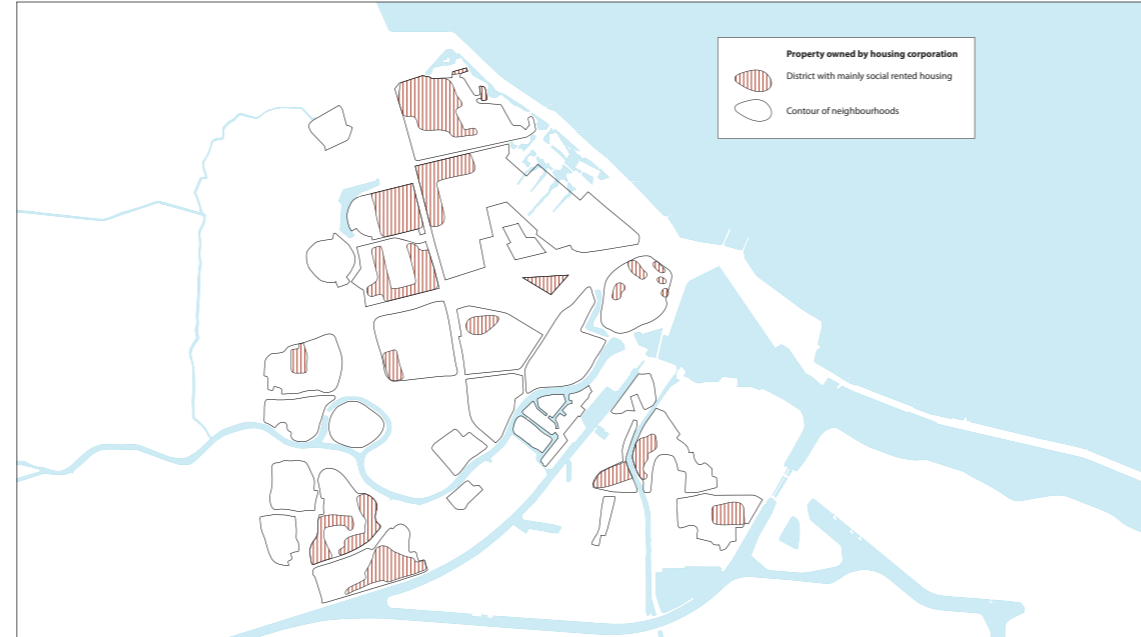 Property owned by housing corporation
District with mainly social rented housing
Contour of neighbourhoods